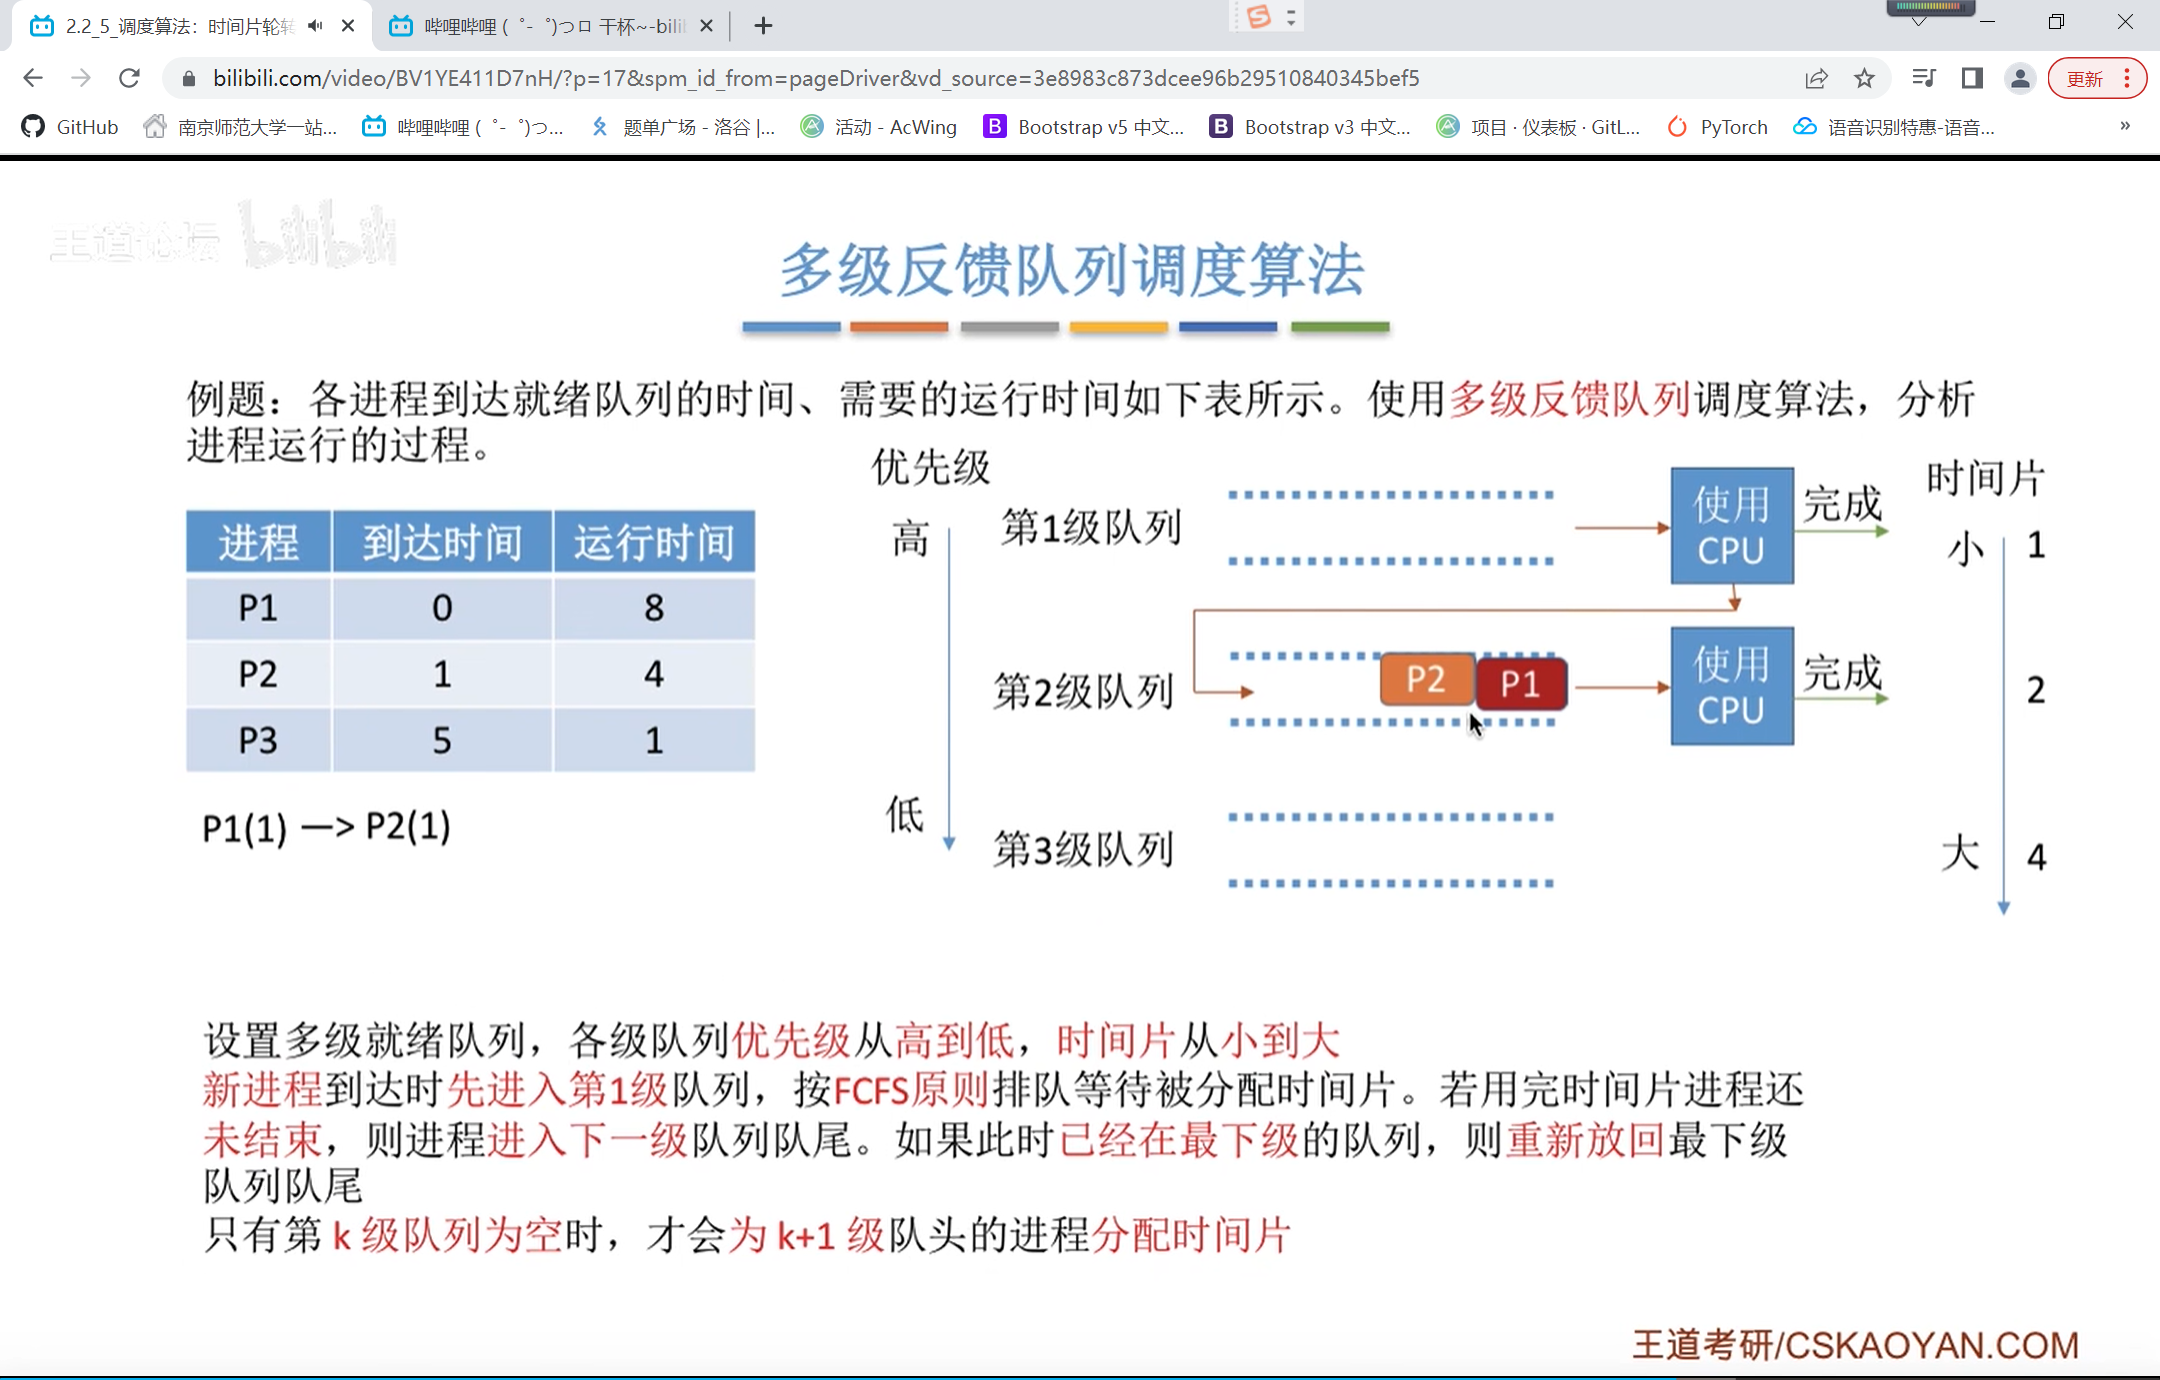 2.2_5_调度算法：时间片轮转
哔哩哔哩 (゜-゜)つロ 干杯~-bili
bilibili.com/video/BV1YE411D7nH/?p=17&spm_id_from=pageDriver&vd_source=3e8983c873dcee96b29510840345bef5
更新
GitHub
南京师范大学一站...
哔哩哔哩 (゜-゜)つ...
题单广场 - 洛谷 |...
活动 - AcWing
Bootstrap v5 中文...
Bootstrap v3 中文...
项目 · 仪表板 · GitL...
PyTorch
语音识别特惠-语音...
»
王道论坛 bilibili
多级反馈队列调度算法
例题：各进程到达就绪队列的时间、需要的运行时间如下表所示。使用多级反馈队列调度算法，分析
进程运行的过程。
进程 到达时间 运行时间
P1 0 8
P2 1 4
P3 5 1
P1(1) —> P2(1)
优先级
高
低
第1级队列
使用
CPU
完成
第2级队列
P2 P1
使用
CPU
完成
第3级队列
时间片
小 1
2
大 4
设置多级就绪队列，各级队列优先级从高到低，时间片从小到大
新进程到达时先进入第1级队列，按FCFS原则排队等待被分配时间片。若用完时间片进程还
未结束，则进程进入下一级队列队尾。如果此时已经在最下级的队列，则重新放回最下级
队列队尾
只有第 k 级队列为空时，才会为 k+1 级队头的进程分配时间片
王道考研/CSKAOYAN.COM